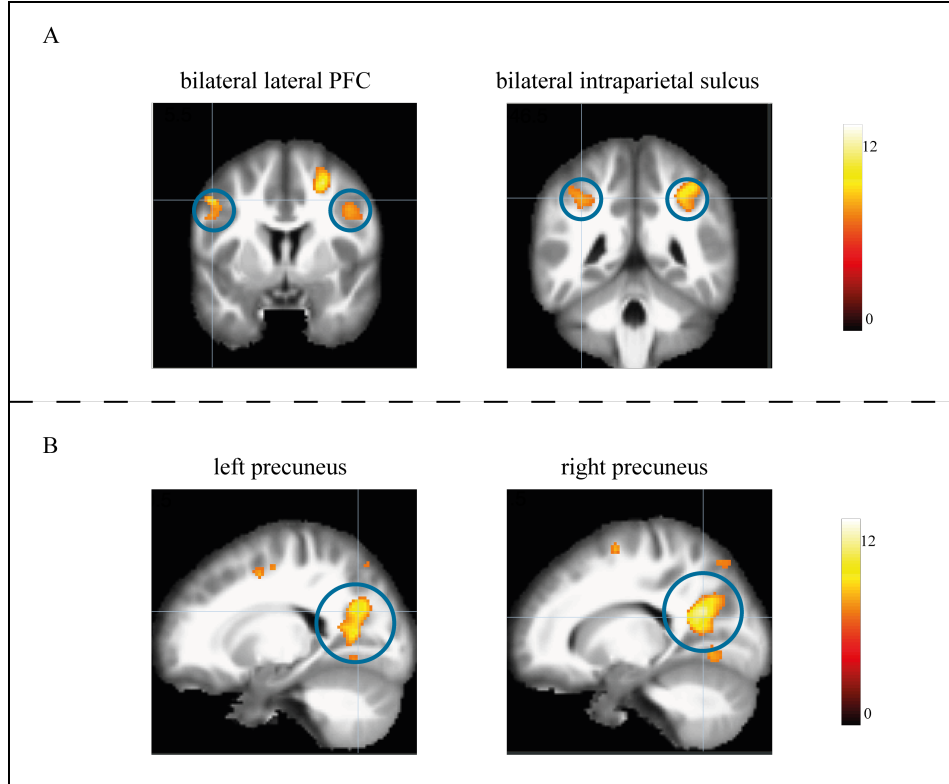 A
bilateral lateral PFC
bilateral intraparietal sulcus
12
0
B
left precuneus
right precuneus
12
0